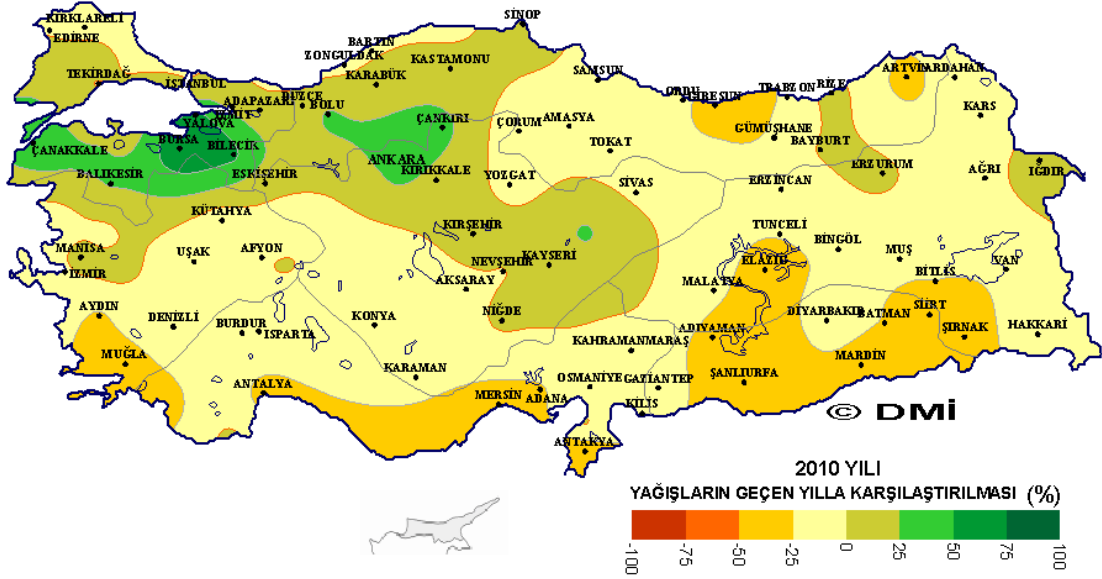 SİNOP
KIRKLARELİ
EDİRNE
BARTIN
ZONGULDAK
KASTAMONU
KARABÜK
TEKİRDAĞ
İSTANBUL
SAMSUN
ARTVİN
ARDAHAN
ORDU
GİRESUN
TRABZON
RİZE
ADAPAZARI
DÜZCE
BOLU
İZMİT
YALOVA
ÇANKIRI
ÇORUM
AMASYA
KARS
GÜMÜŞHANE
BAYBURT
ÇANAKKALE
BURSA
BİLECİK
ANKARA
KIRIKKALE
TOKAT
ERZURUM
AĞRI
IĞDIR
BALIKESİR
ESKİŞEHİR
YOZGAT
SİVAS
ERZİNCAN
KÜTAHYA
KIRŞEHİR
TUNCELİ
BİNGÖL
MUŞ
MANİSA
UŞAK
AFYON
NEVŞEHİR
KAYSERİ
ELAZIĞ
BİTLİS
VAN
İZMİR
AKSARAY
MALATYA
AYDIN
DENİZLİ
BURDUR
ISPARTA
KONYA
NİĞDE
ADIYAMAN
DİYARBAKIR
BATMAN
SİİRT
ŞIRNAK
HAKKARİ
KAHRAMANMARAŞ
MUĞLA
ANTALYA
KARAMAN
MERSİN
ADANA
OSMANİYE
GAZİANTEP
ŞANLIURFA
MARDİN
KİLİS
ANTAKYA
© DMİ
2010 YILI
YAĞIŞLARIN GEÇEN YILLA KARŞILAŞTIRILMASI (%)
-100 -75 -50 -25 0 25 50 75 100